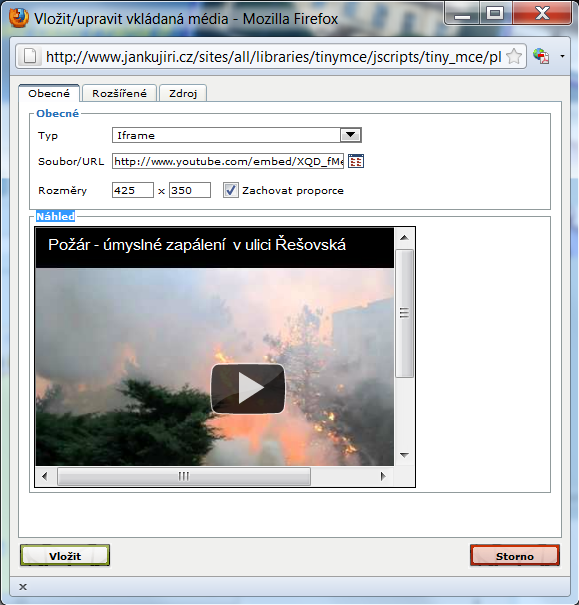 Vložit/upravit vkládaná média - Mozilla Firefox
http://www.jankujiri.cz/sites/all/libraries/tinymce/jscripts/tiny_mce/pl
Obecné Rozšířené Zdroj
Obecné
Typ Iframe
Soubor/URL http://www.youtube.com/embed/XQD_fMe
Rozměry 425 x 350 Zachovat proporce
Náhled
Požár - úmyslné zapálení v ulici Řešovská
Vložit Storno